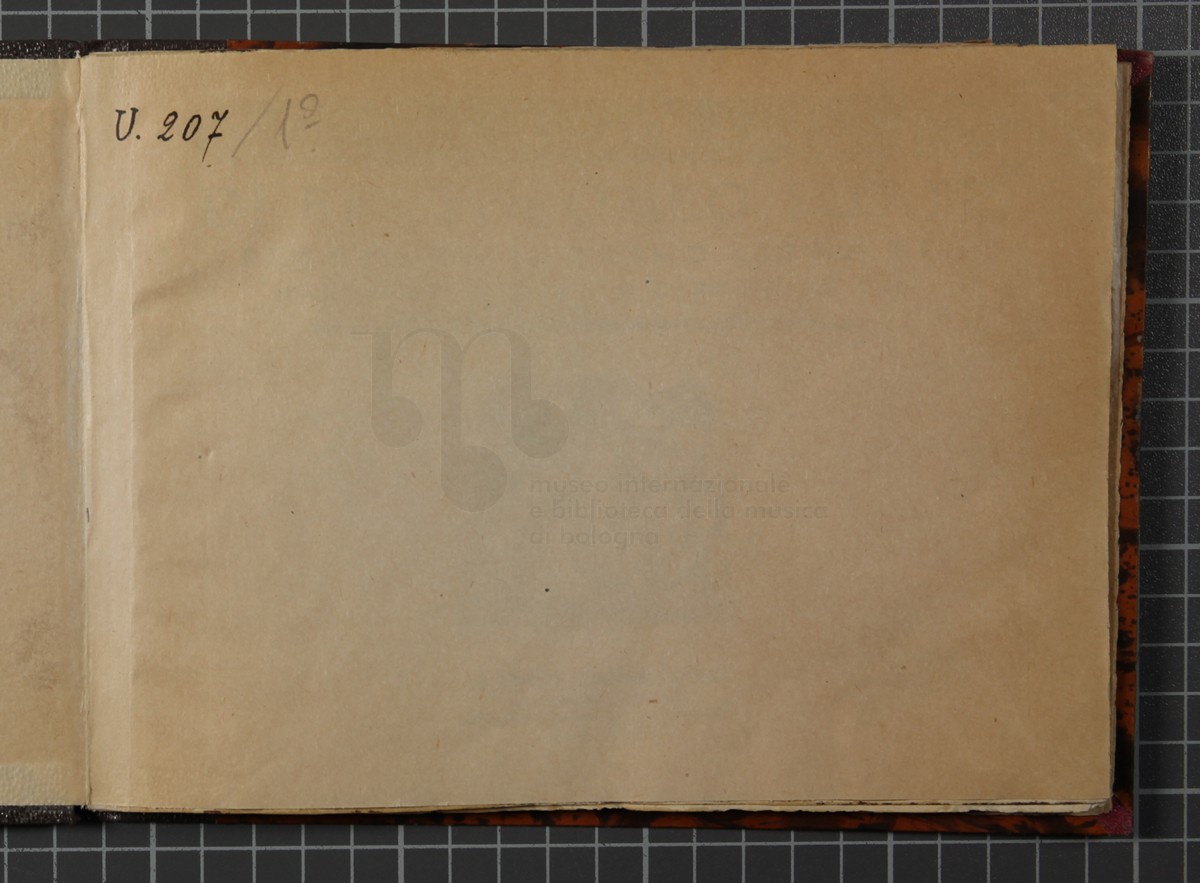 U. 207/1º
museo internazionale
e biblioteca della musica
di bologna